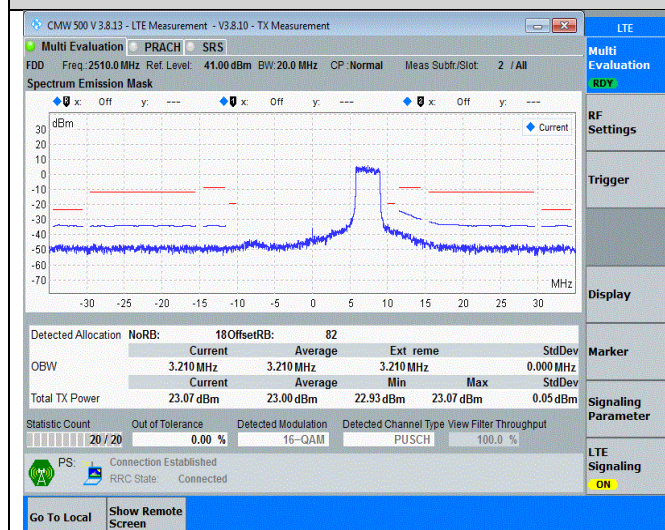 CMW 500 V 3.8.13 - LTE Measurement - V3.8.10 - TX Measurement
LTE
Multi Evaluation PRACH SRS
Multi Evaluation
RDY
FDD Freq.:2510.0 MHz Ref. Level: 41.00 dBm BW:20.0 MHz CP :Normal Meas Subfr./Slot: 2 / All
Spectrum Emission Mask
x: Off y: --- x: Off y: --- x: Off y: ---
dBm
Current
30
20
10
0
-10
-20
-30
-40
-50
-60
-70
MHz
-30 -25 -20 -15 -10 -5 0 5 10 15 20 25 30
RF
Settings
Trigger
Display
Marker
Signaling
Parameter
LTE
Signaling
ON
Detected Allocation NoRB: 18OffsetRB: 82
Current Average Ext reme StdDev
OBW 3.210 MHz 3.210 MHz 3.210 MHz 0.000 MHz
Current Average Min Max StdDev
Total TX Power 23.07 dBm 23.00 dBm 22.93 dBm 23.07 dBm 0.05 dBm
Statistic Count Out of Tolerance Detected Modulation Detected Channel Type View Filter Throughput
20 / 20 0.00 % 16-QAM PUSCH 100.0 %
PS: Connection Established
RRC State: Connected
Go To Local
Show Remote
Screen